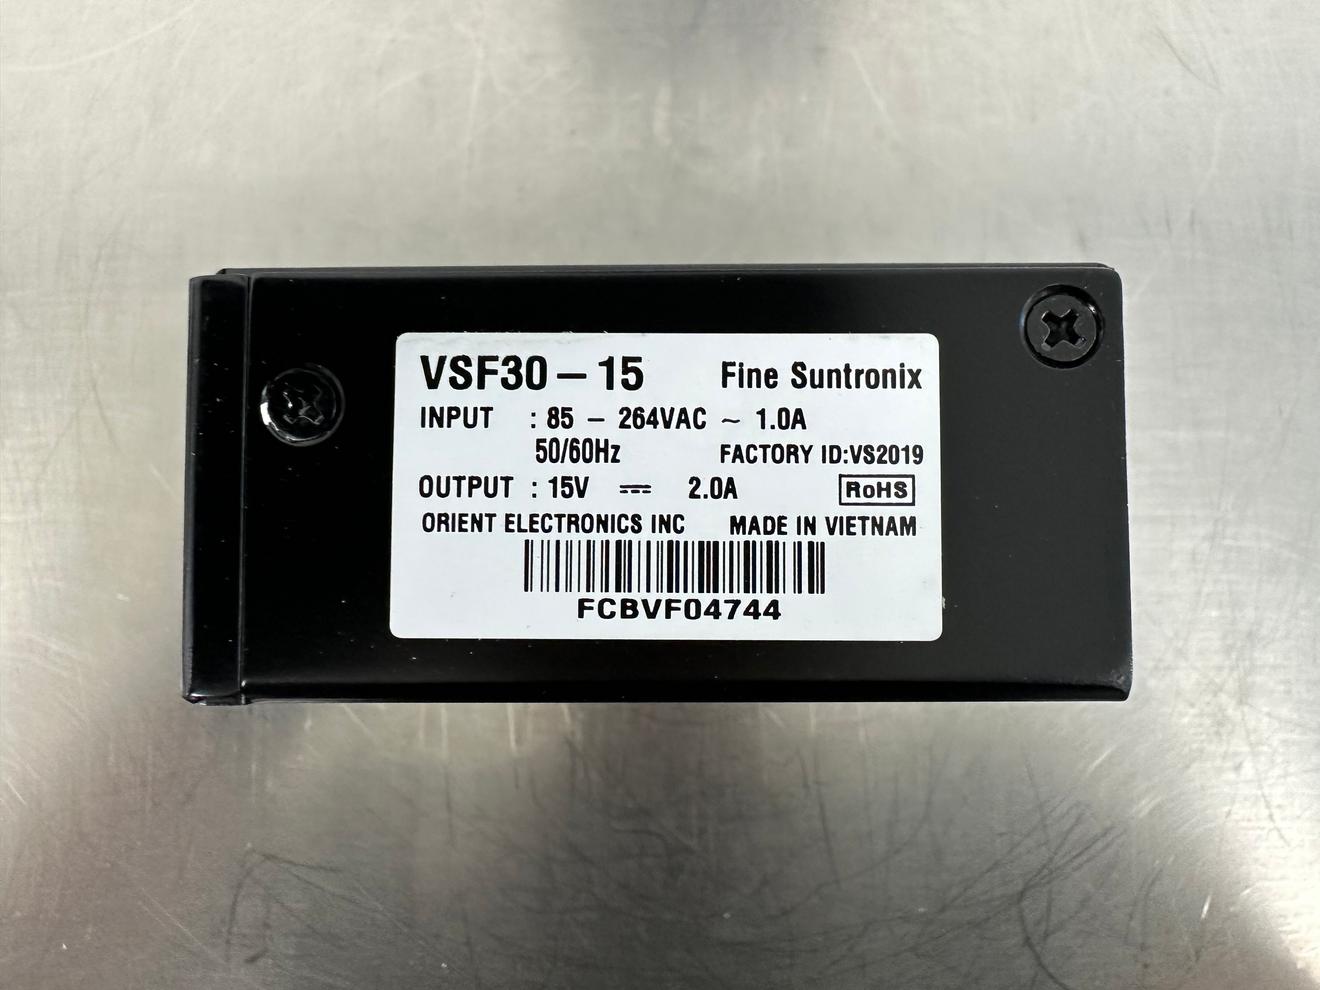 VSF30-15 Fine Suntronix
INPUT : 85 - 264VAC ~ 1.0A
50/60Hz FACTORY ID:VS2019
OUTPUT : 15V ⎓ 2.0A RoHS
ORIENT ELECTRONICS INC MADE IN VIETNAM
FCBVF04744